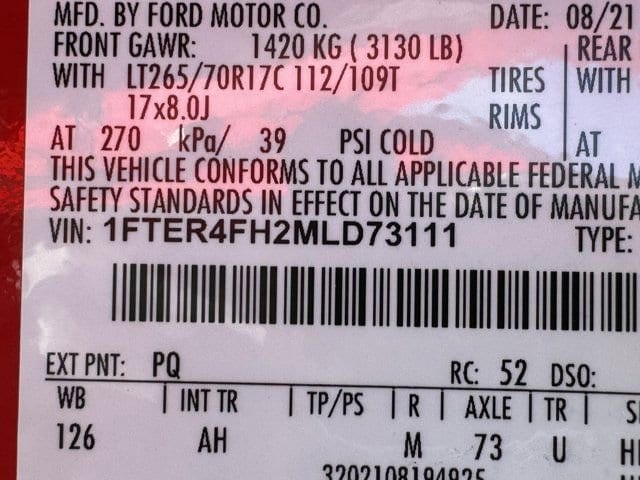 MFD. BY FORD MOTOR CO. DATE: 08/21
FRONT GAWR: 1420 KG ( 3130 LB) REAR
WITH LT265/70R17C 112/109T TIRES WITH
17x8.0J RIMS
AT 270 kPa/ 39 PSI COLD AT
THIS VEHICLE CONFORMS TO ALL APPLICABLE FEDERAL M
SAFETY STANDARDS IN EFFECT ON THE DATE OF MANUFA
VIN: 1FTER4FH2MLD73111 TYPE:
EXT PNT: PQ RC: 52 DSO:
WB INT TR TP/PS R AXLE TR S
126 AH M 73 U H
3202108194925